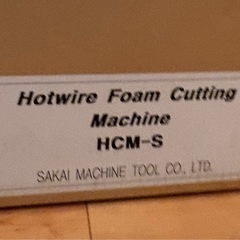 Hotwire Foam Cutting
Machine
HCM-S
SAKAI MACHINE TOOL CO., LTD.